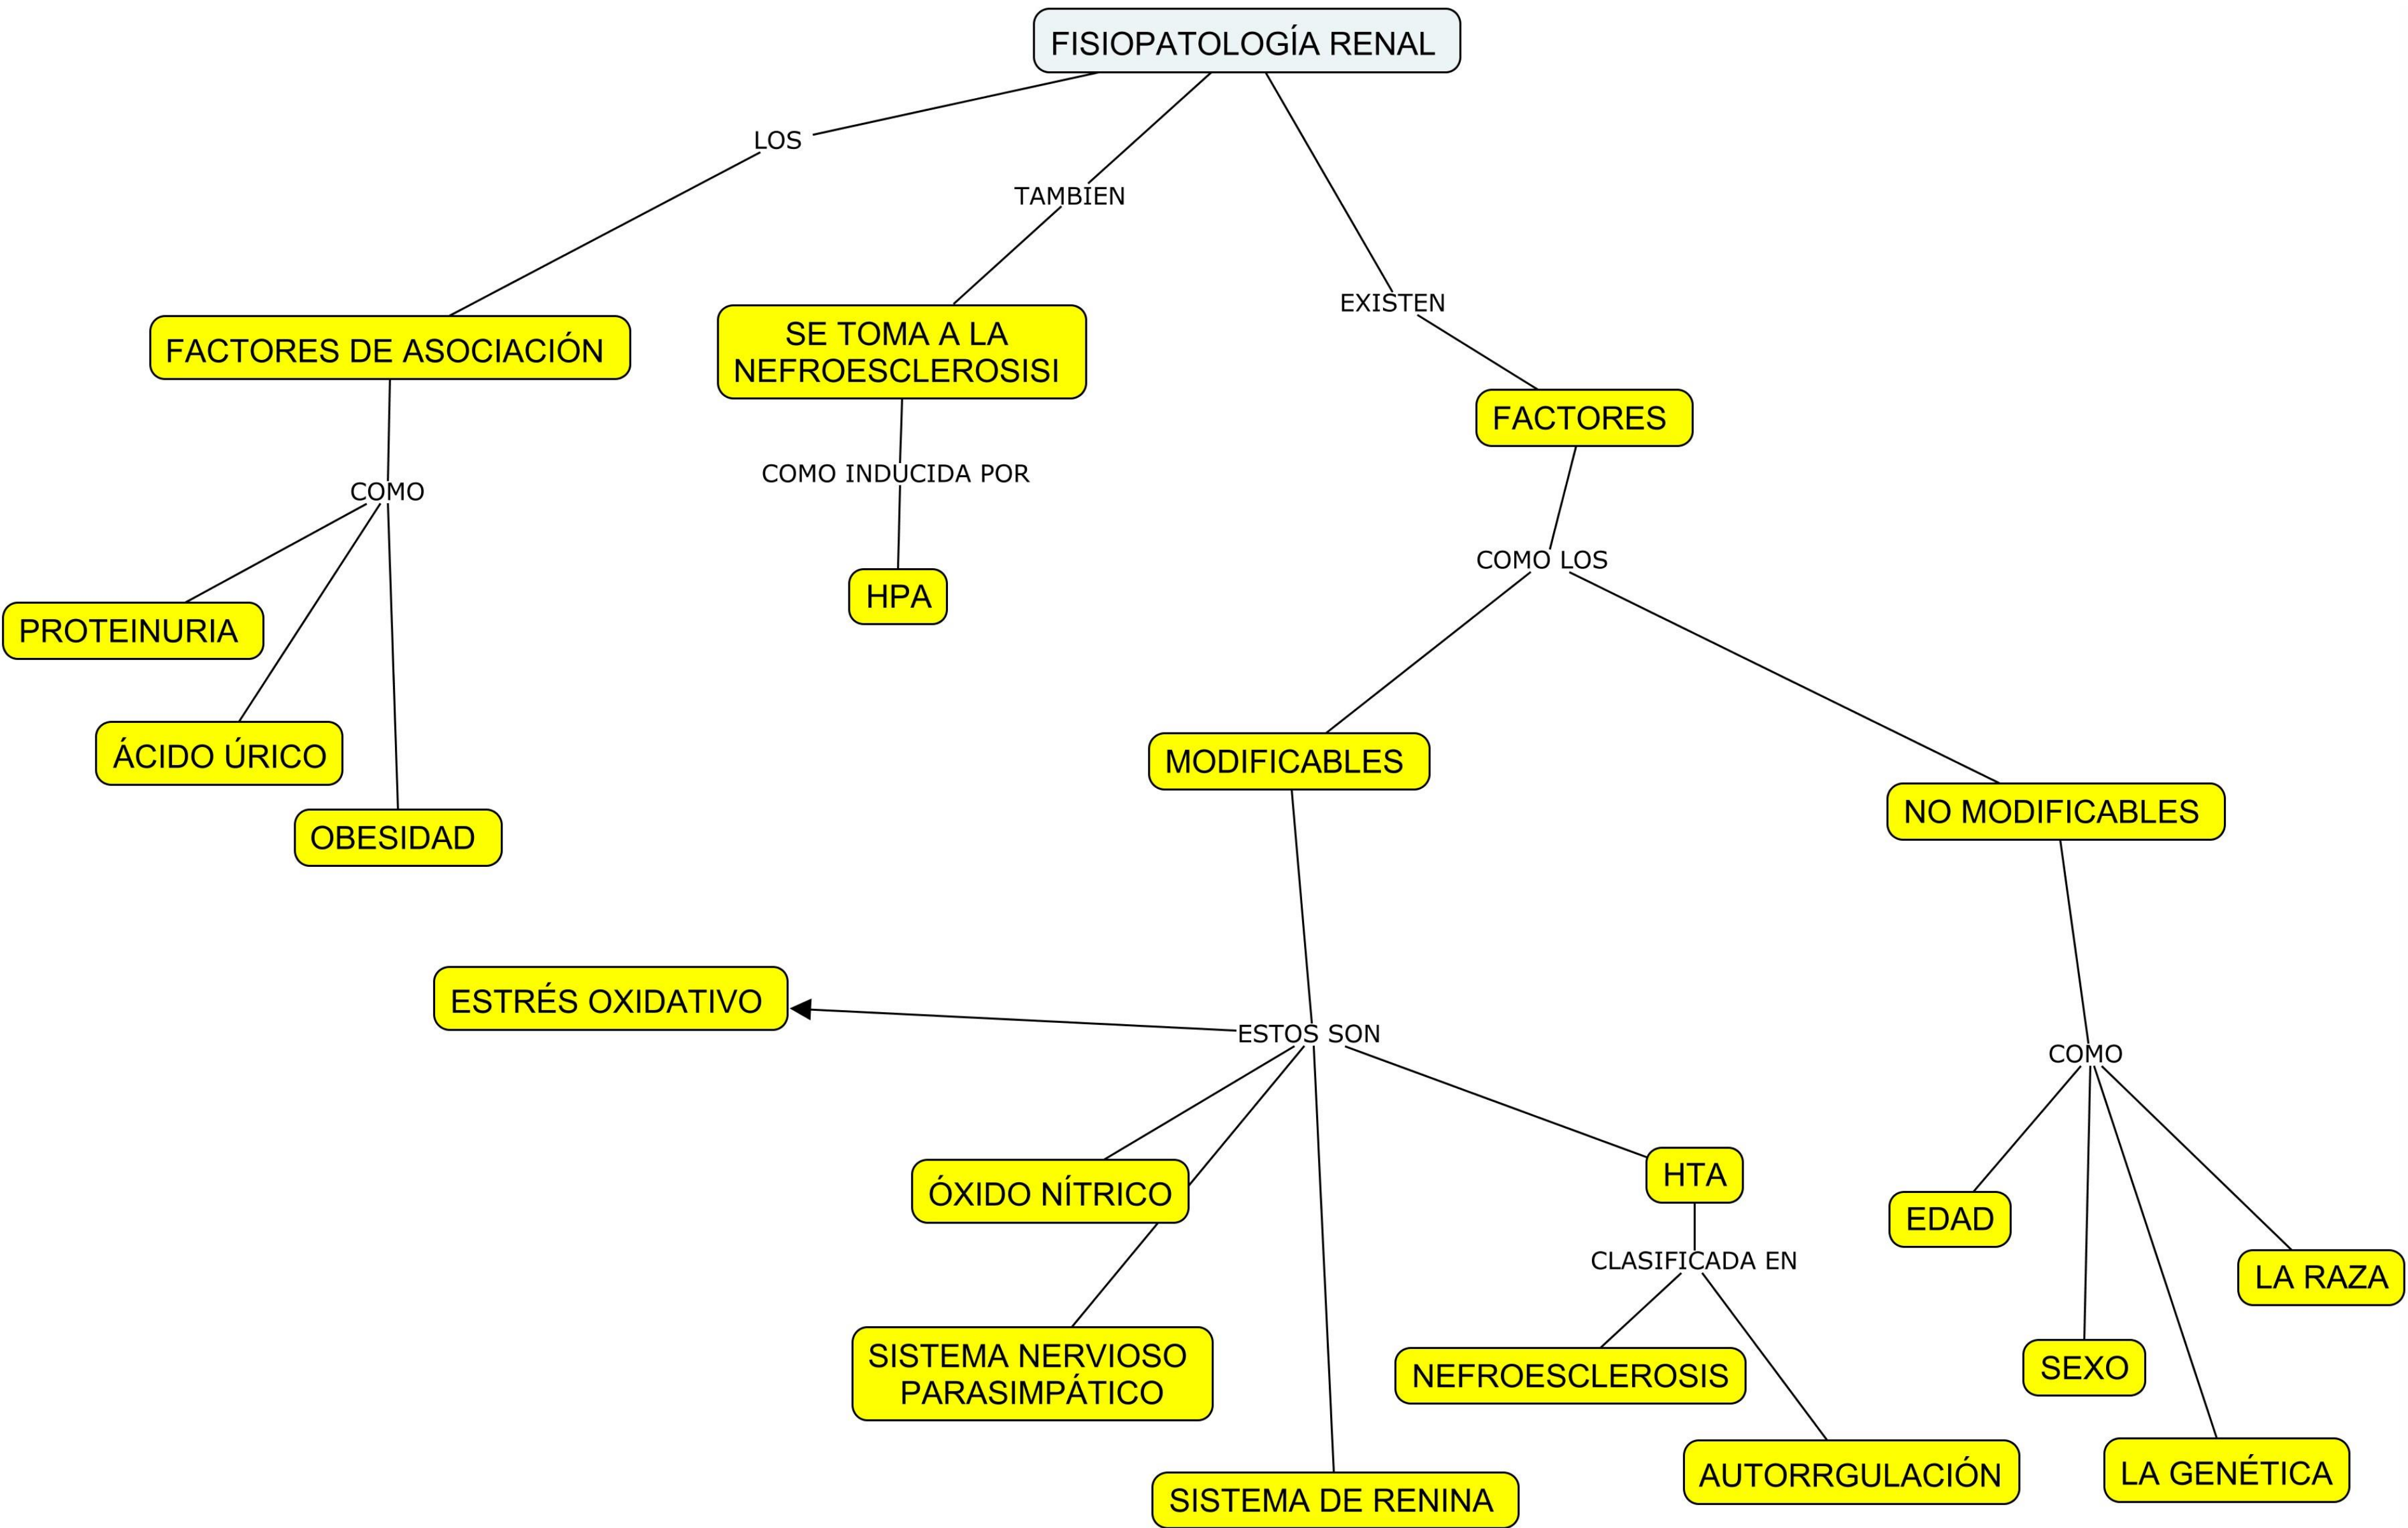 FISIOPATOLOGÍA RENAL
LOS
TAMBIEN
EXISTEN
FACTORES DE ASOCIACIÓN
SE TOMA A LA
NEFROESCLEROSISI
FACTORES
COMO
COMO INDUCIDA POR
COMO LOS
PROTEINURIA
ÁCIDO ÚRICO
OBESIDAD
HPA
MODIFICABLES
NO MODIFICABLES
ESTRÉS OXIDATIVO
ESTOS SON
COMO
ÓXIDO NÍTRICO
HTA
EDAD
CLASIFICADA EN
LA RAZA
SISTEMA NERVIOSO
PARASIMPÁTICO
NEFROESCLEROSIS
SEXO
SISTEMA DE RENINA
AUTORRGULACIÓN
LA GENÉTICA